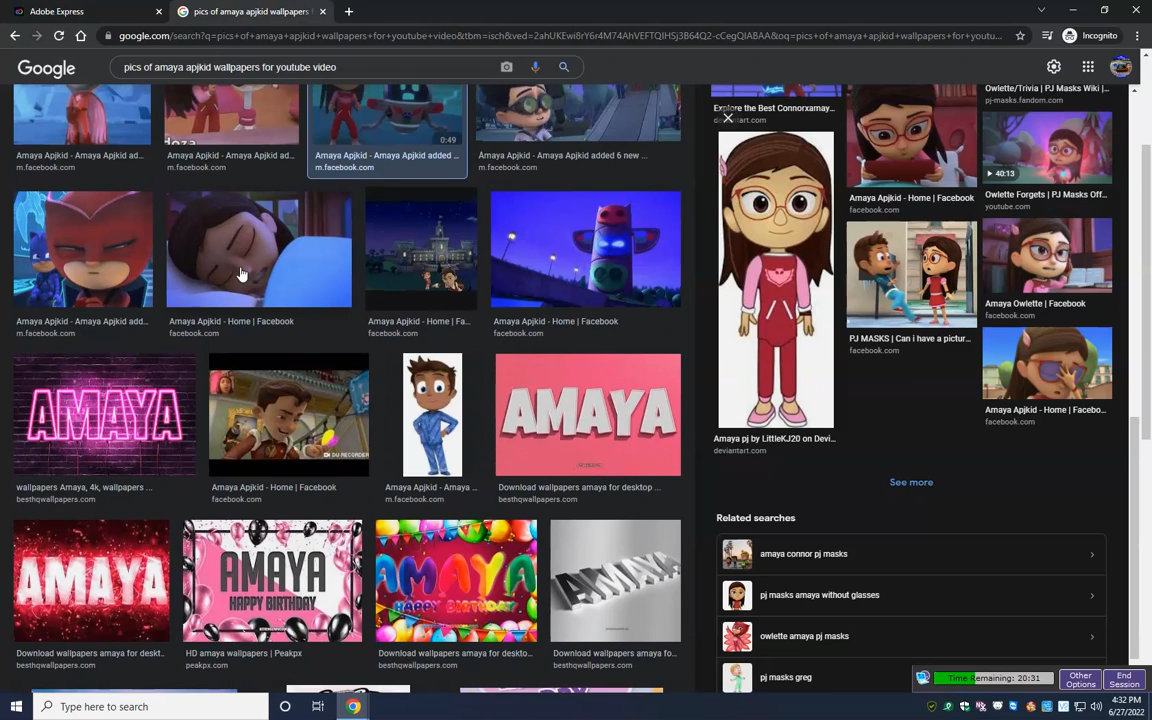 Adobe Express
pics of amaya apjkid wallpapers f
google.com/search?q=pics+of+amaya+apjkid+wallpapers+for+youtube+video&tbm=isch&ved=2ahUKEwi8rY6r4M74AhVEFTQIHSj3B64Q2-cCegQIABAA&oq=pics+of+amaya+apjkid+wallpapers+for+youtu...
Incognito
Google
pics of amaya apjkid wallpapers for youtube video
0:49
Amaya Apjkid - Amaya Apjkid ad...
m.facebook.com
Amaya Apjkid - Amaya Apjkid ad...
m.facebook.com
Amaya Apjkid - Amaya Apjkid added ...
m.facebook.com
Amaya Apjkid - Amaya Apjkid added 6 new ...
m.facebook.com
Amaya Apjkid - Amaya Apjkid add...
m.facebook.com
Amaya Apjkid - Home | Facebook
facebook.com
Amaya Apjkid - Home | Fa...
facebook.com
Amaya Apjkid - Home | Facebook
facebook.com
AMAYA
DU RECORDER
AMAYA
wallpapers Amaya, 4k, wallpapers ...
besthqwallpapers.com
Amaya Apjkid - Home | Facebook
facebook.com
Amaya Apjkid - Amaya ...
m.facebook.com
Download wallpapers amaya for desktop ...
besthqwallpapers.com
AMAYA
AMAYA
HAPPY BIRTHDAY
AMAYA
HAPPY BIRTHDAY
AMAYA
Download wallpapers amaya for deskt...
besthqwallpapers.com
HD amaya wallpapers | Peakpx
peakpx.com
Download wallpapers amaya for deskto...
besthqwallpapers.com
Download wallpapers amaya fo...
besthqwallpapers.com
Explore the Best Connorxamay...
deviantart.com
Amaya pj by LittleKJ20 on Devi...
deviantart.com
Amaya Apjkid | Facebook
facebook.com
PJ MASKS | Can i have a pictur...
facebook.com
Owlette/Trivia | PJ Masks Wiki |...
pj-masks.fandom.com
40:13
Owlette Forgets | PJ Masks Off...
youtube.com
Amaya Owlette | Facebook
facebook.com
Amaya Apjkid - Home | Facebo...
facebook.com
See more
Related searches
amaya connor pj masks
pj masks amaya without glasses
owlette amaya pj masks
pj masks greg
Time Remaining: 20:31
Other Options
End Session
Type here to search
4:32 PM
6/27/2022